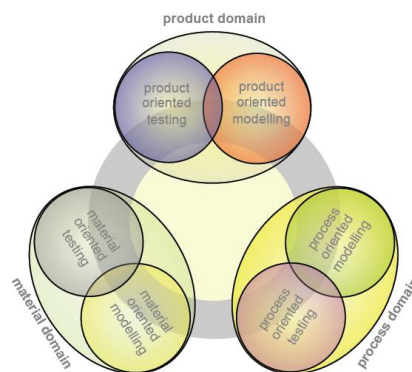 product domain
product
oriented
testing
product
oriented
modelling
material
oriented
testing
material
oriented
modelling
material domain
process
oriented
modelling
process
oriented
testing
process domain